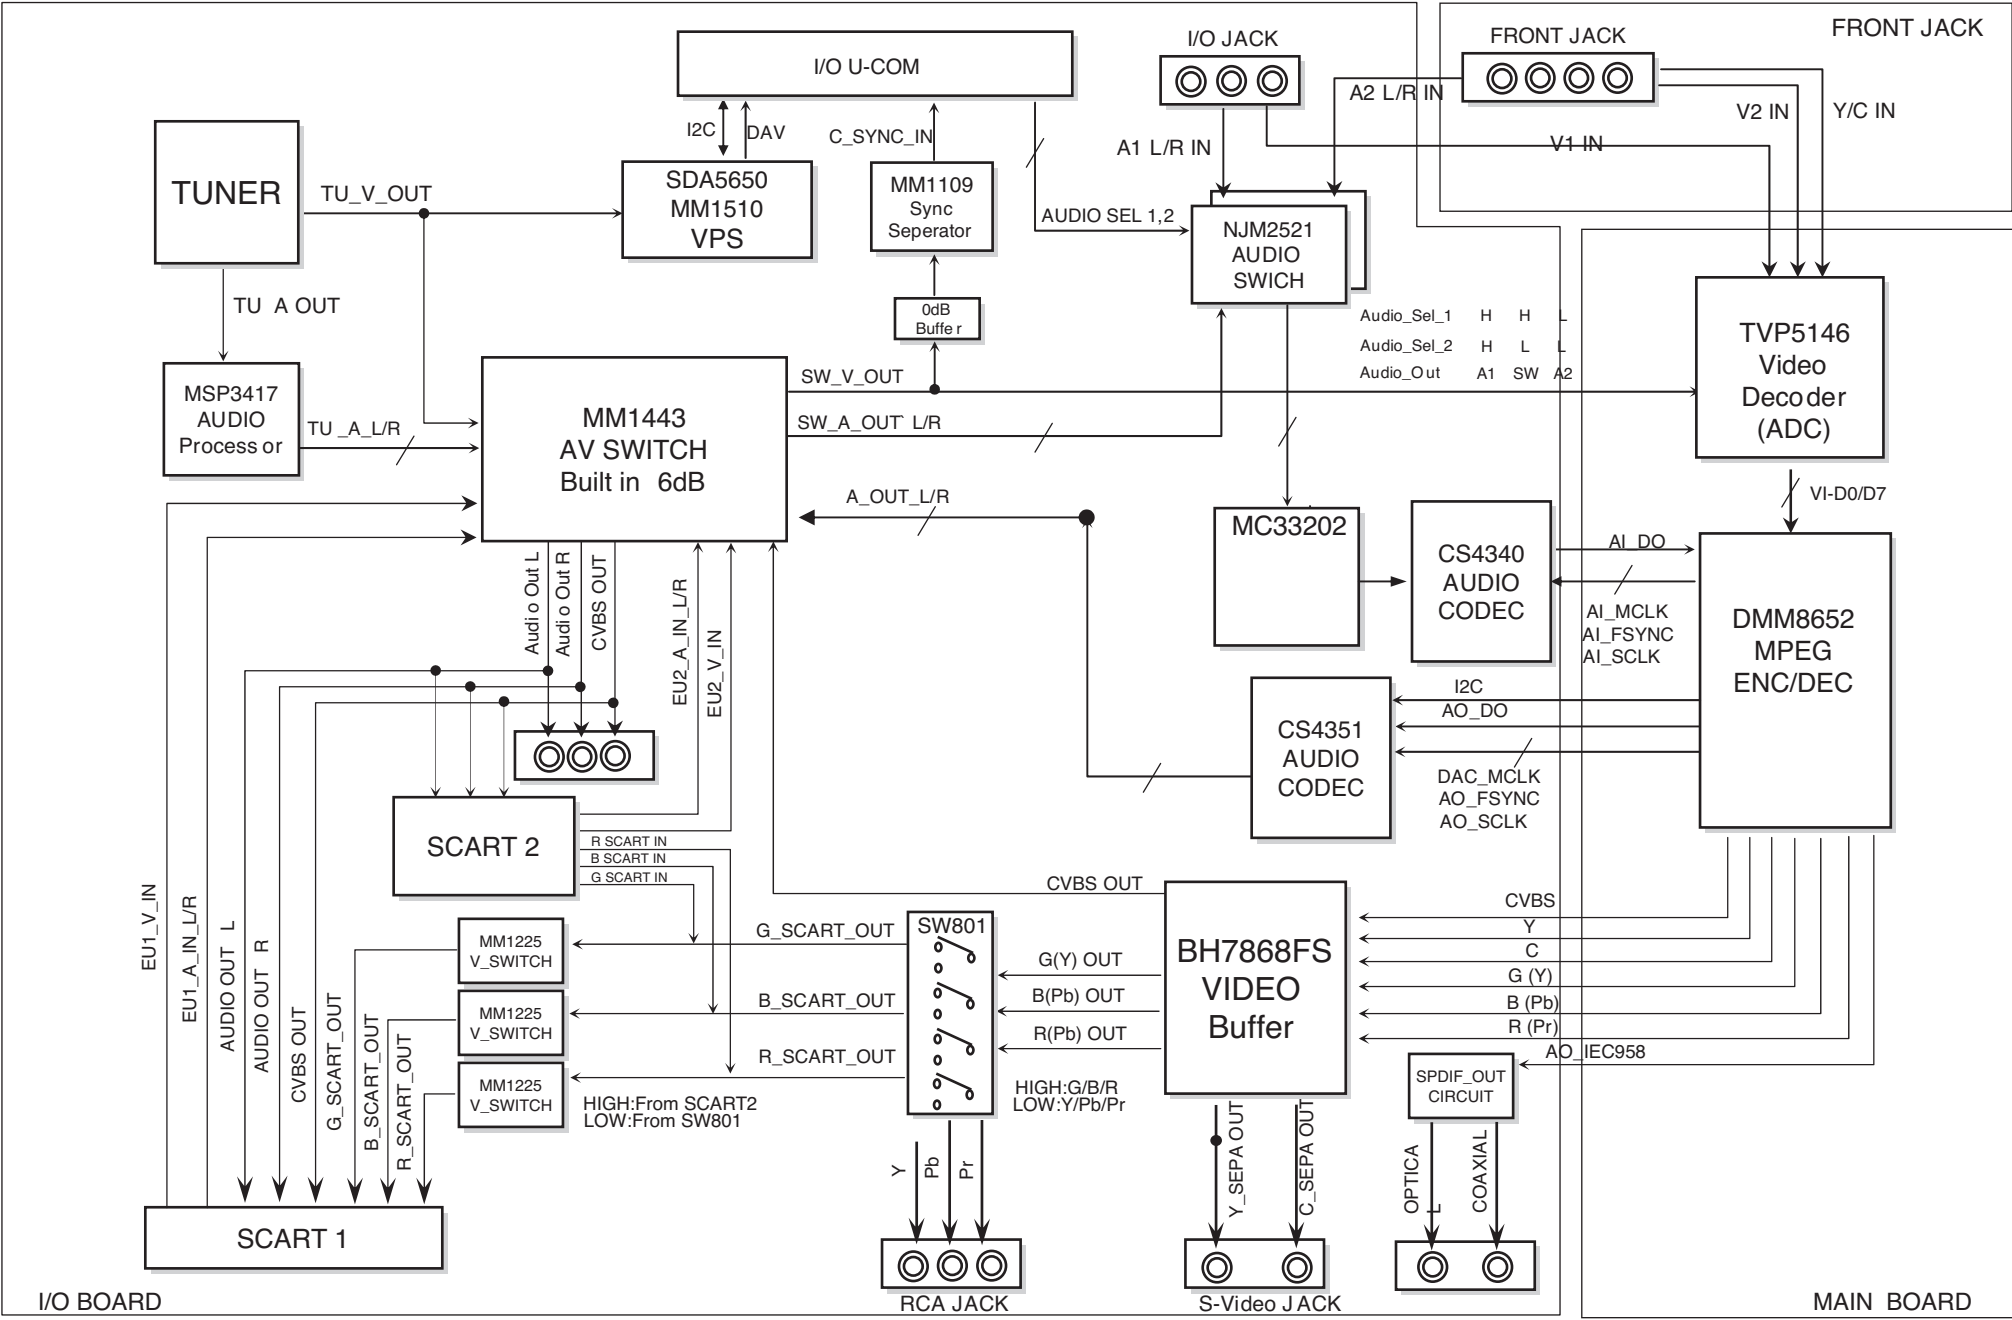 FRONT JACK
I/O JACK
FRONT JACK
I/O U-COM
A2 L/R IN
V2 IN
Y/C IN
I2C
DAV
C_SYNC_IN
A1 L/R IN
V1 IN
TUNER
TU_V_OUT
SDA5650
MM1510
VPS
MM1109
Sync
Seperator
AUDIO SEL 1,2
NJM2521
AUDIO
SWICH
TU A OUT
0dB
Buffe r
Audio_Sel_1 H H L
Audio_Sel_2 H L L
Audio_Out A1 SW A2
TVP5146
Video
Decoder
(ADC)
MSP3417
AUDIO
Process or
TU _A_L/R
MM1443
AV SWITCH
Built in 6dB
SW_V_OUT
SW_A_OUT` L/R
A_OUT_L/R
VI-D0/D7
MC33202
CS4340
AUDIO
CODEC
AI_DO
AI_MCLK
AI_FSYNC
AI_SCLK
DMM8652
MPEG
ENC/DEC
Audi o Out L
Audi o Out R
CVBS OUT
EU2_A_IN_L/R
EU2_V_IN
I2C
AO_DO
CS4351
AUDIO
CODEC
DAC_MCLK
AO_FSYNC
AO_SCLK
SCART 2
R SCART IN
B SCART IN
G SCART IN
CVBS OUT
CVBS
Y
C
G (Y)
B (Pb)
R (Pr)
AO_IEC958
EU1_V_IN
EU1_A_IN_L/R
AUDIO OUT L
AUDIO OUT R
CVBS OUT
G_SCART_OUT
B_SCART_OUT
R_SCART_OUT
MM1225
V_SWITCH
MM1225
V_SWITCH
MM1225
V_SWITCH
G_SCART_OUT
B_SCART_OUT
R_SCART_OUT
SW801
G(Y) OUT
B(Pb) OUT
R(Pb) OUT
BH7868FS
VIDEO
Buffer
HIGH:From SCART2
LOW:From SW801
HIGH:G/B/R
LOW:Y/Pb/Pr
SPDIF_OUT
CIRCUIT
Y
Pb
Pr
Y_SEPA OUT
C_SEPA OUT
OPTICA
L
COAXIAL
SCART 1
RCA JACK
S-Video JACK
I/O BOARD
MAIN BOARD